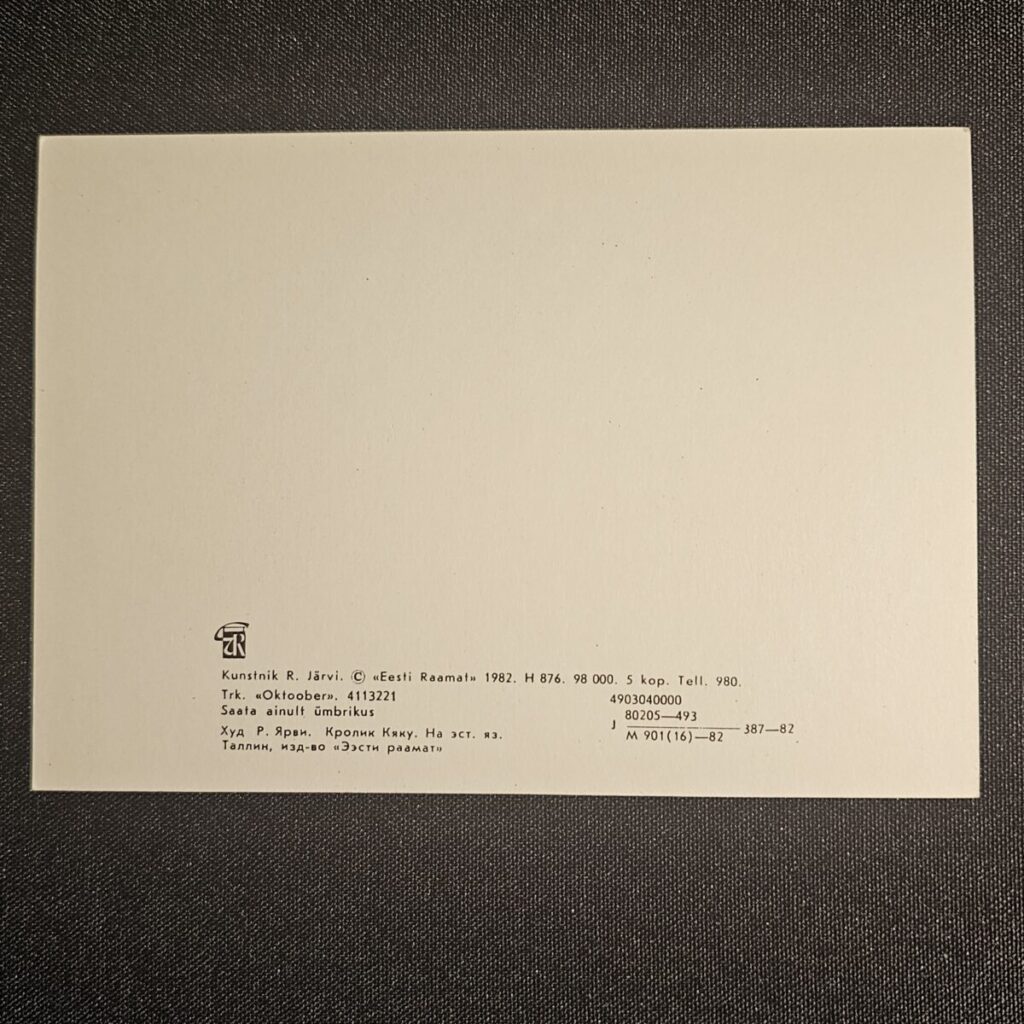 ER
Kunstnik R. Järvi. © «Eesti Raamat» 1982. H 876. 98 000. 5 kop. Tell. 980.
Trk. «Oktoober». 4113221
Saata ainult ümbrikus
Худ Р. Ярви. Кролик Кяку. На эст. яз.
Таллин, изд-во «Ээсти раамат»
4903040000
J 80205—493
М 901(16)—82 387—82